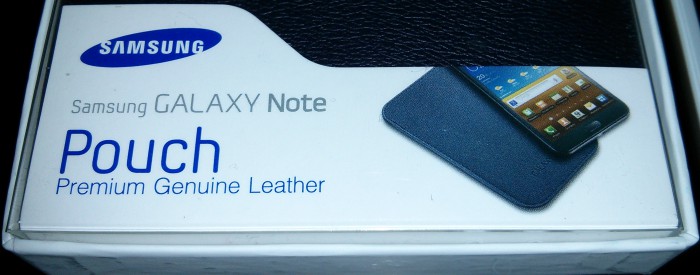 SAMSUNG
Samsung GALAXY Note
Pouch
Premium Genuine Leather